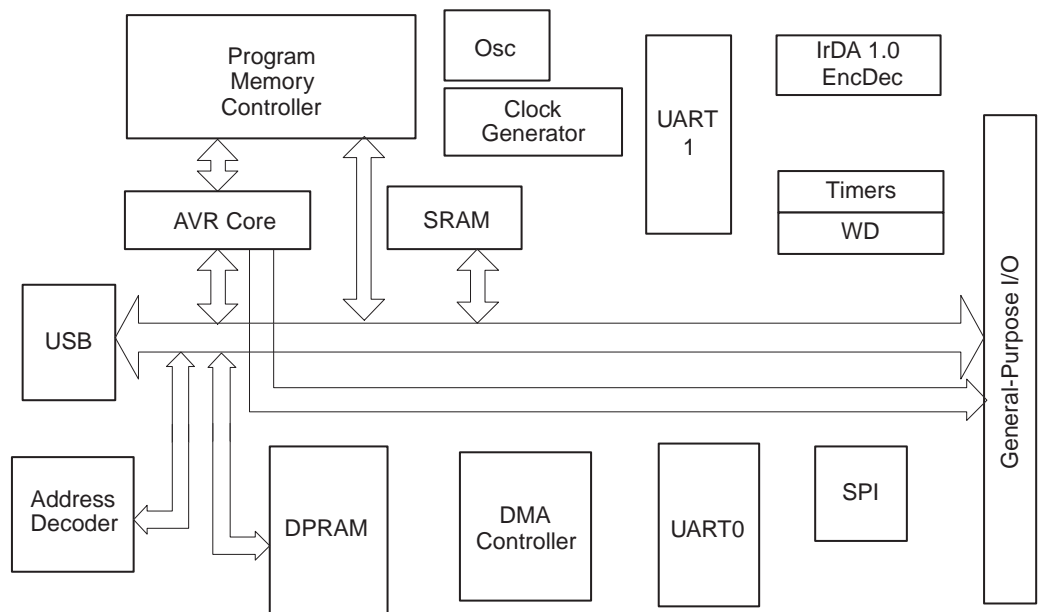 Program
Memory
Controller
Osc
Clock
Generator
UART
1
IrDA 1.0
EncDec
AVR Core
SRAM
Timers
WD
USB
General-Purpose I/O
Address
Decoder
DPRAM
DMA
Controller
UART0
SPI